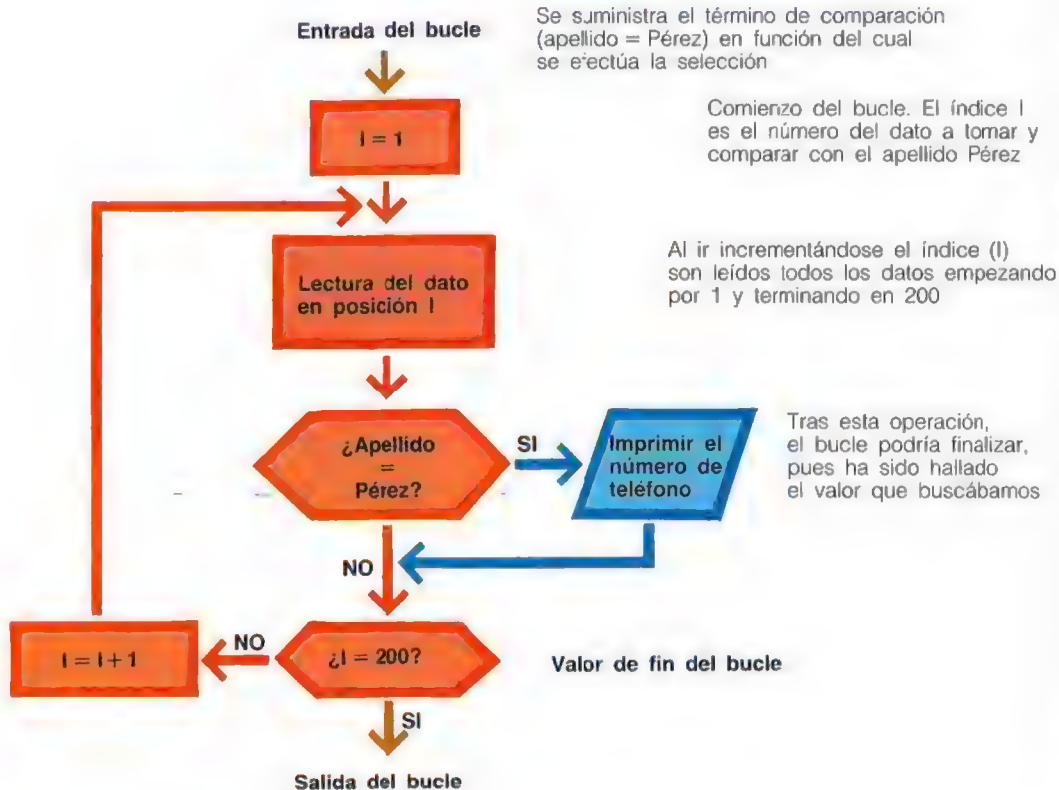 Entrada del bucle
Se suministra el término de comparación
(apellido = Pérez) en función del cual
se efectúa la selección
I = 1
Comienzo del bucle. El índice I
es el número del dato a tomar y
comparar con el apellido Pérez
Lectura del dato
en posición I
Al ir incrementándose el índice (I)
son leídos todos los datos empezando
por 1 y terminando en 200
¿Apellido
=
Pérez?
SI
Imprimir el
número de
teléfono
Tras esta operación,
el bucle podría finalizar,
pues ha sido hallado
el valor que buscábamos
NO
I = I + 1
NO
¿I = 200?
Valor de fin del bucle
SI
Salida del bucle